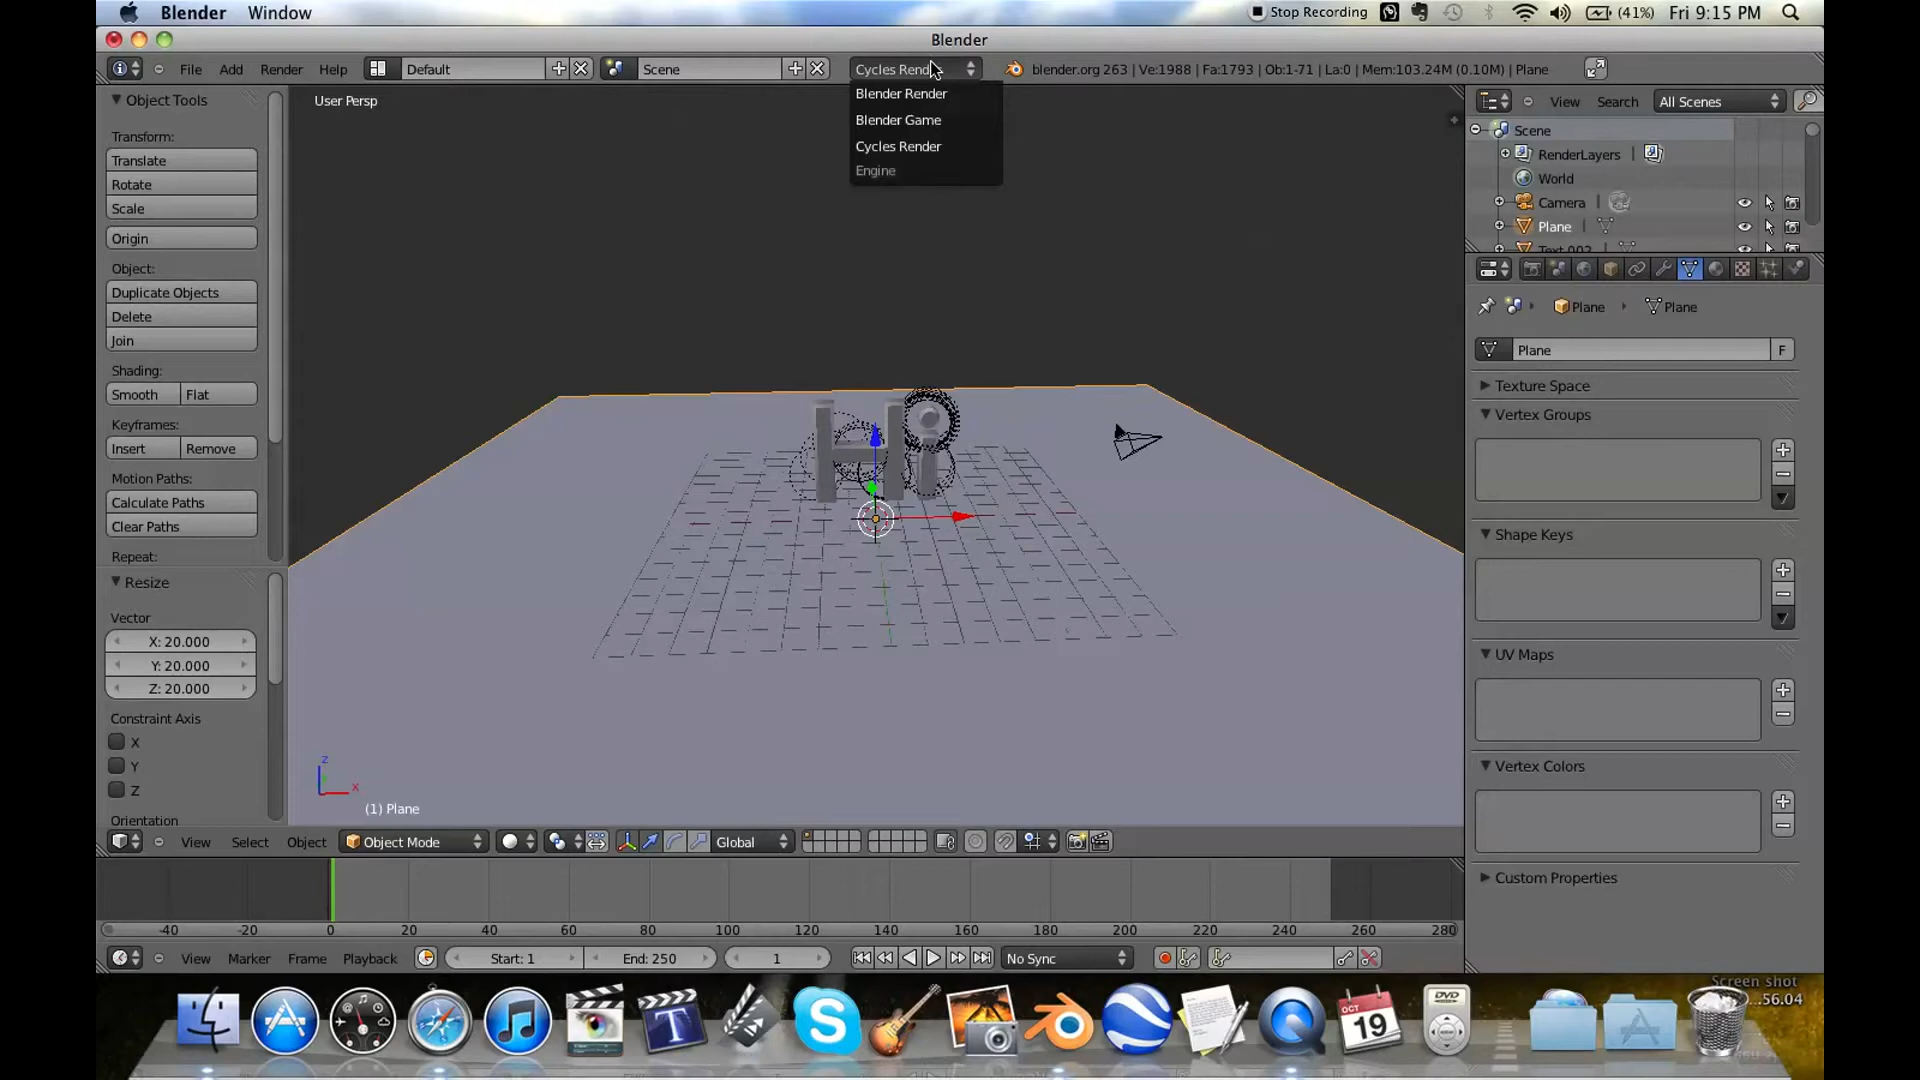 Blender Window Stop Recording (41%) Fri 9:15 PM
Blender
File Add Render Help Default Scene Cycles Rend blender.org 263 | Ve:1988 | Fa:1793 | Ob:1-71 | La:0 | Mem:103.24M (0.10M) | Plane
Blender Render
Blender Game
Cycles Render
Engine
Object Tools
Transform:
Translate
Rotate
Scale
Origin
Object:
Duplicate Objects
Delete
Join
Shading:
Smooth Flat
Keyframes:
Insert Remove
Motion Paths:
Calculate Paths
Clear Paths
Repeat:
Resize
Vector
X: 20.000
Y: 20.000
Z: 20.000
Constraint Axis
X
Y
Z
Orientation
User Persp
Hi
z
x
(1) Plane
View Search All Scenes
Scene
RenderLayers
World
Camera
Plane
Text.002
Plane Plane
Plane F
Texture Space
Vertex Groups
Shape Keys
UV Maps
Vertex Colors
Custom Properties
View Select Object Object Mode Global
-40 -20 0 20 40 60 80 100 120 140 160 180 200 220 240 260 280
View Marker Frame Playback Start: 1 End: 250 1 No Sync
Screen shot
...56.04
T
S
19
DVD